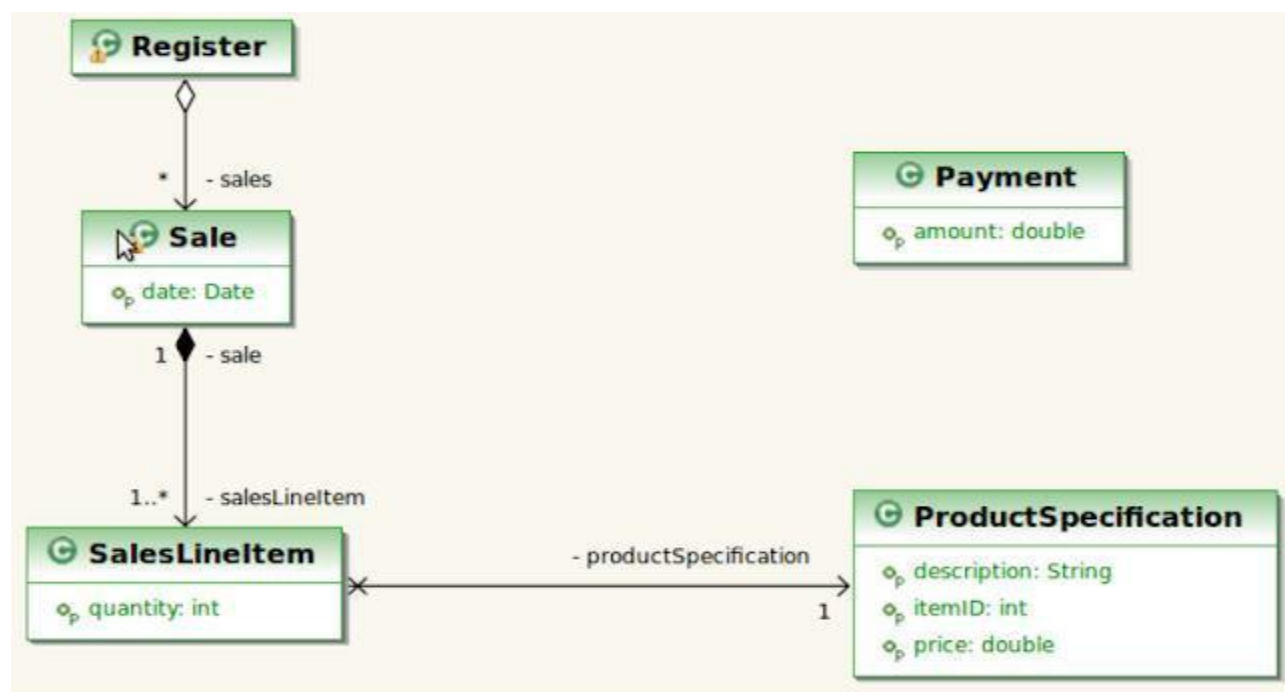 Register
* - sales
Sale
date: Date
1 - sale
1..* - salesLineItem
SalesLineItem
quantity: int
- productSpecification
1
Payment
amount: double
ProductSpecification
description: String
itemID: int
price: double